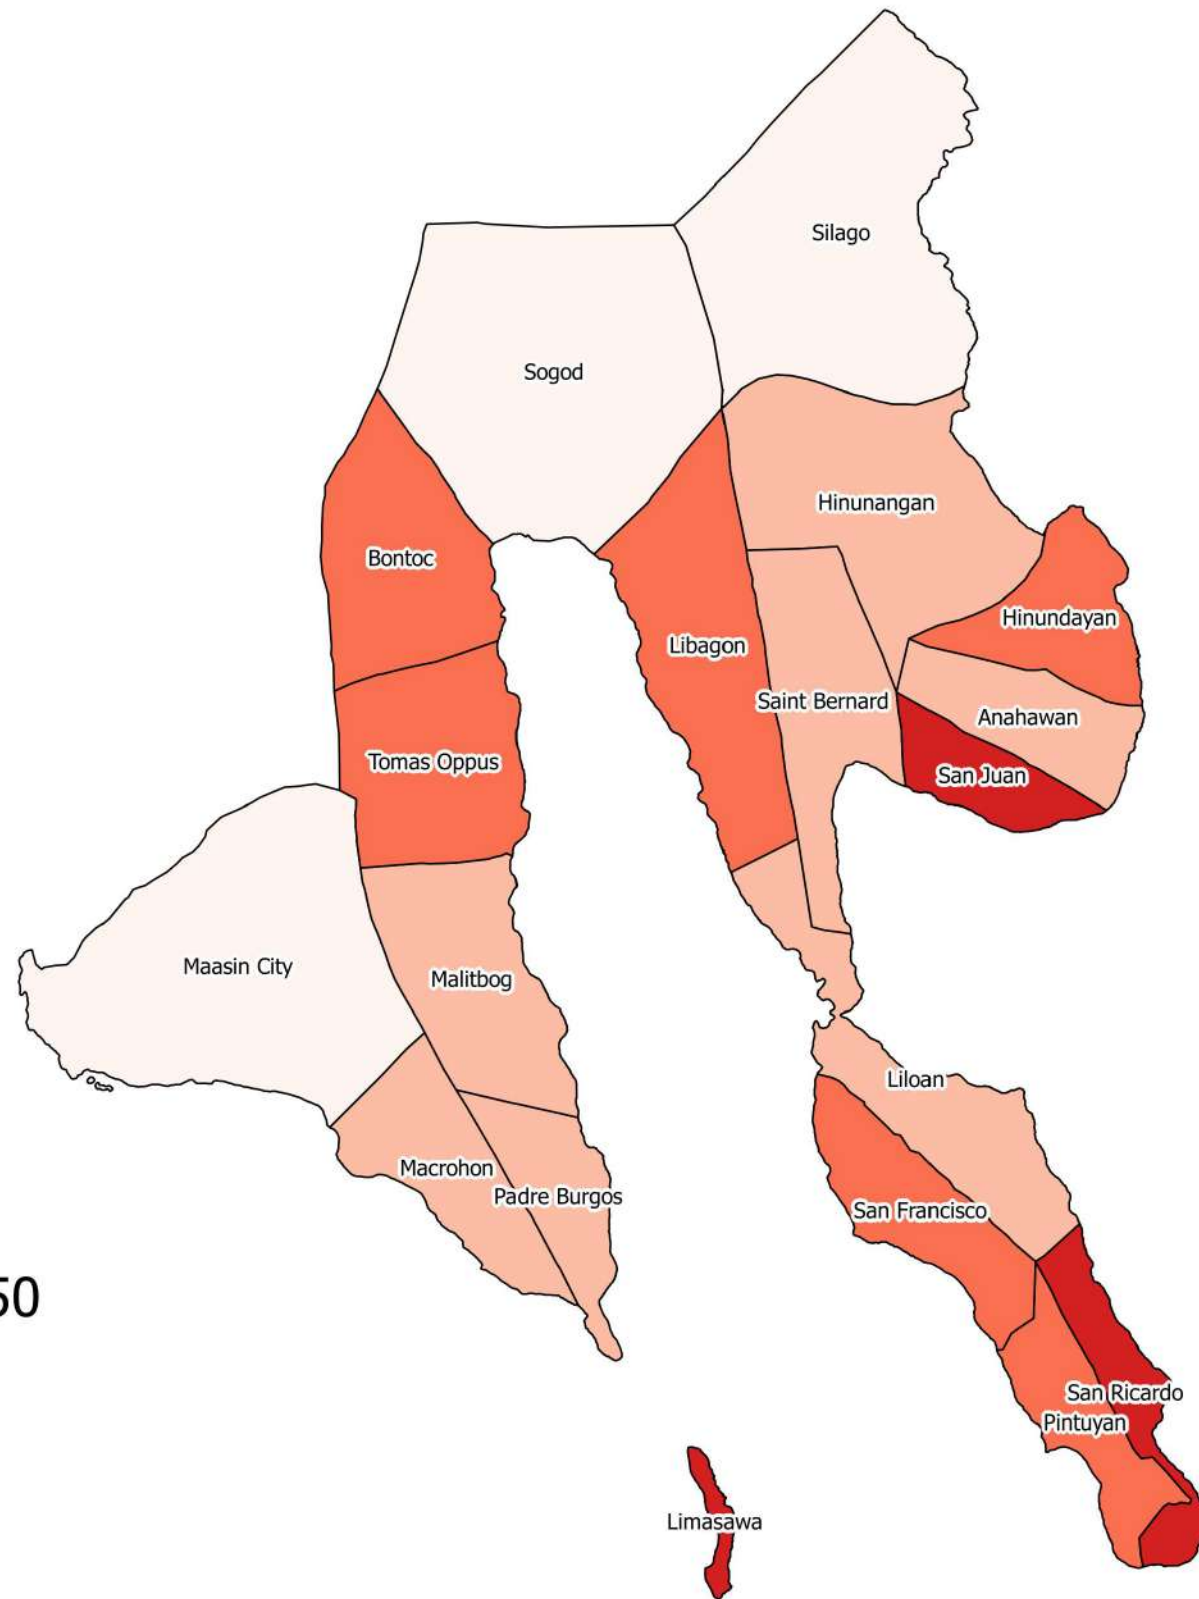 Silago
Sogod
Hinunangan
Bontoc
Hinundayan
Libagon
Saint Bernard
Anahawan
Tomas Oppus
San Juan
Maasin City
Malitbog
Liloan
Macrohon
Padre Burgos
San Francisco
50
San Ricardo
Pintuyan
Limasawa